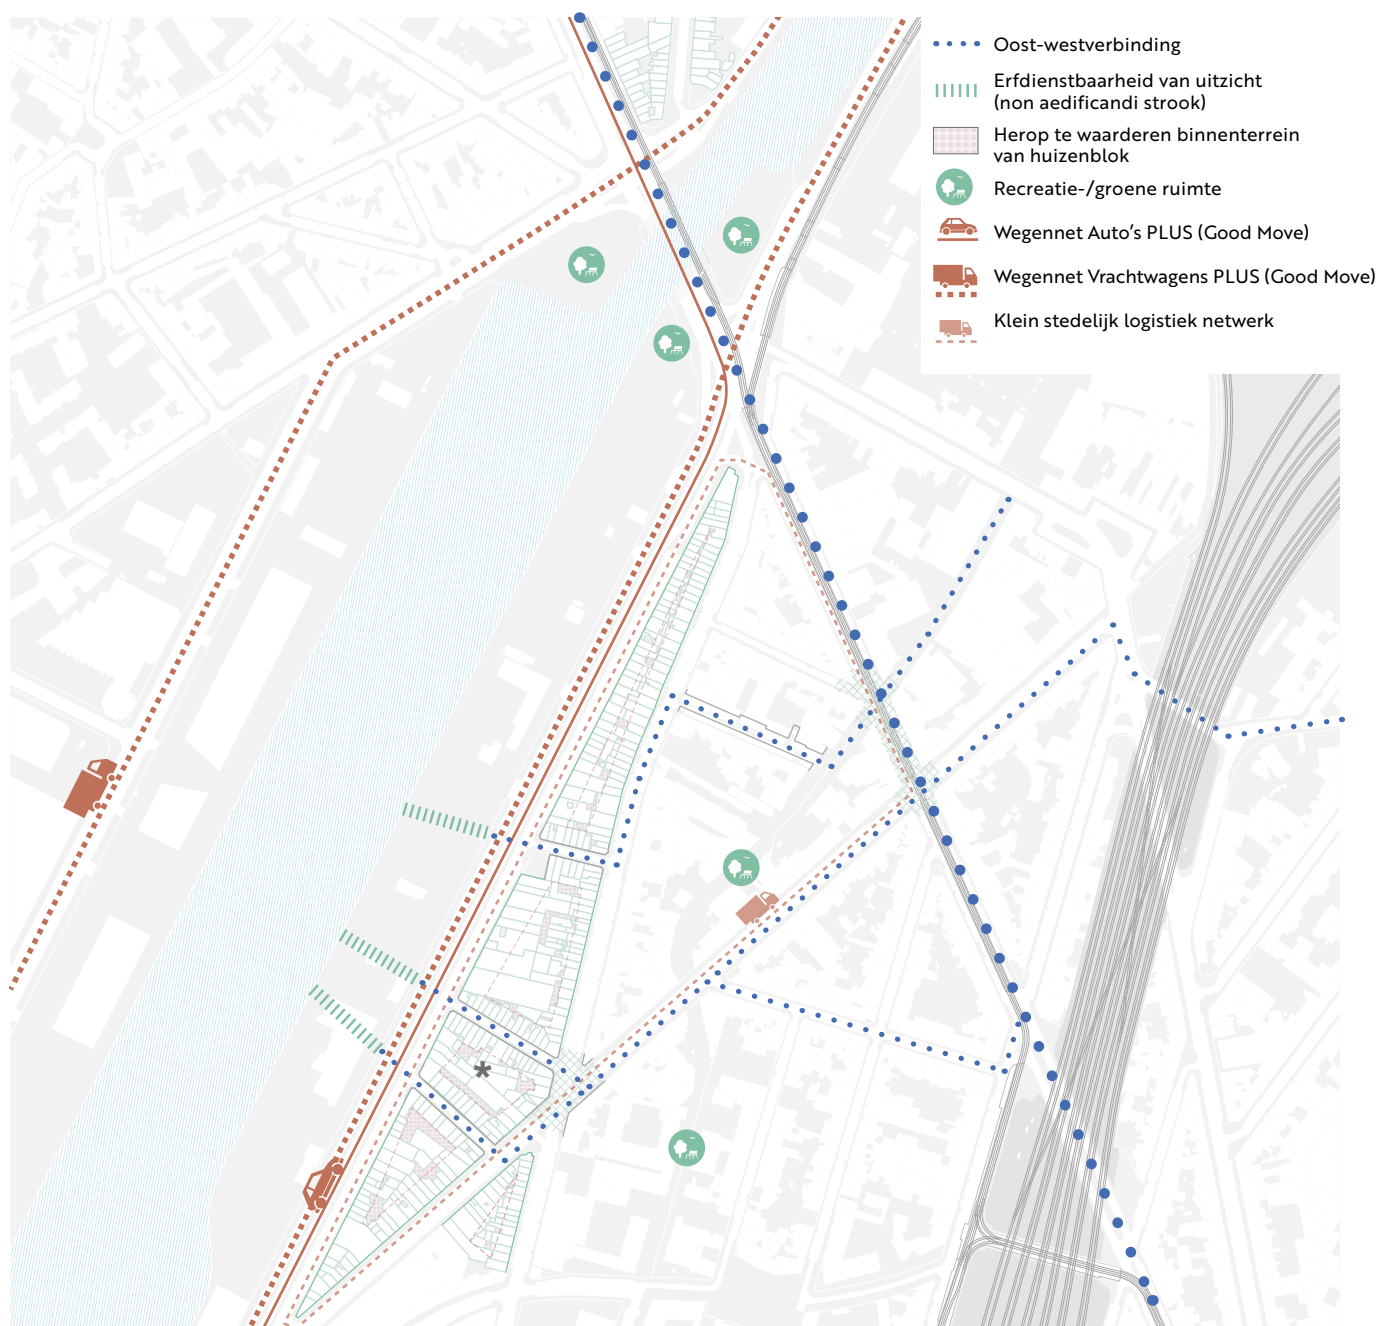 Oost-westverbinding
Erfdienstbaarheid van uitzicht
(non aedificandi strook)
Herop te waarderen binnenterrein
van huizenblok
Recreatie-/groene ruimte
Wegennet Auto's PLUS (Good Move)
Wegennet Vrachtwagens PLUS (Good Move)
Klein stedelijk logistiek netwerk
*